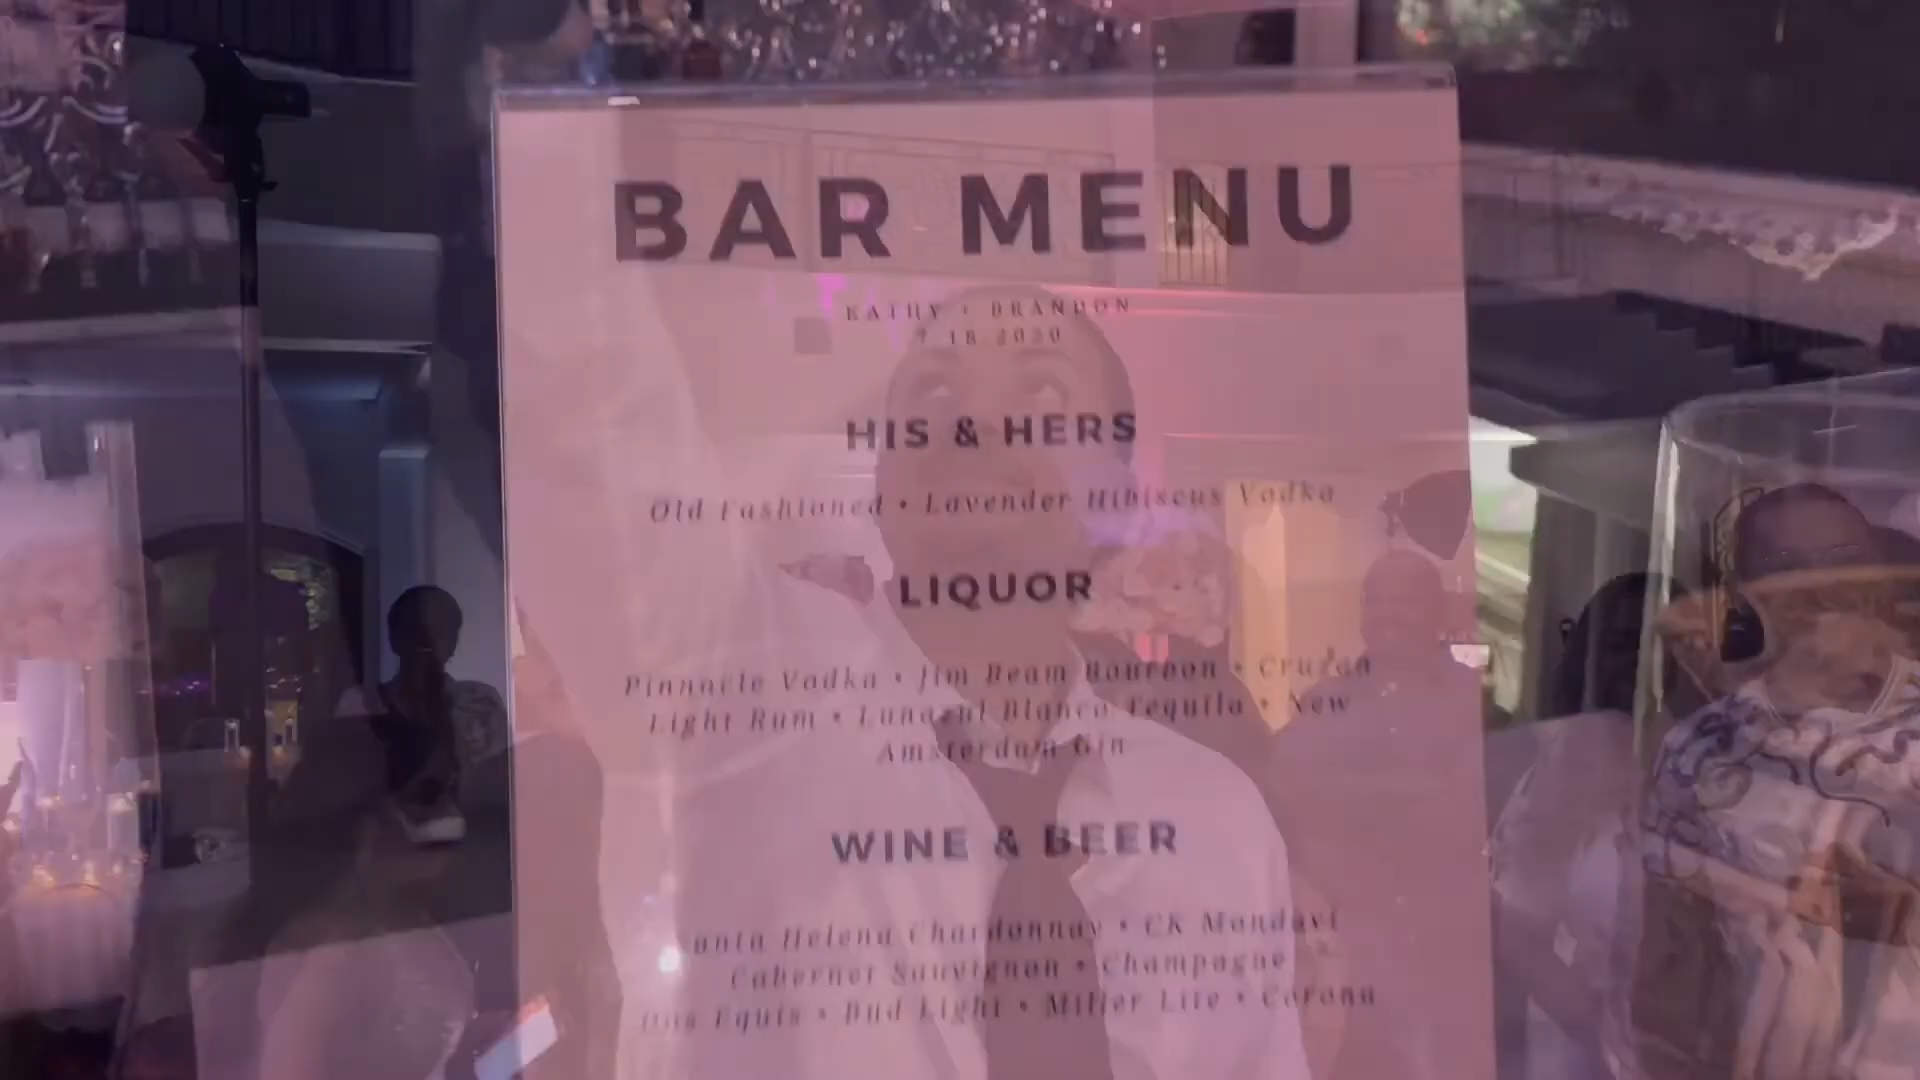 BAR MENU
KATHY • BRANDON
7.18.2020
HIS & HERS
Old Fashioned • Lavender Hibiscus Vodka
LIQUOR
Pinnacle Vodka • Jim Beam Bourbon • Cruzan
Light Rum • Lunazul Blanco Tequila • New
Amsterdam Gin
WINE & BEER
Helena Chardonnay • CK Mondavi
Cabernet Sauvignon • Champagne
Dos Equis • Bud Light • Miller Lite • Corona